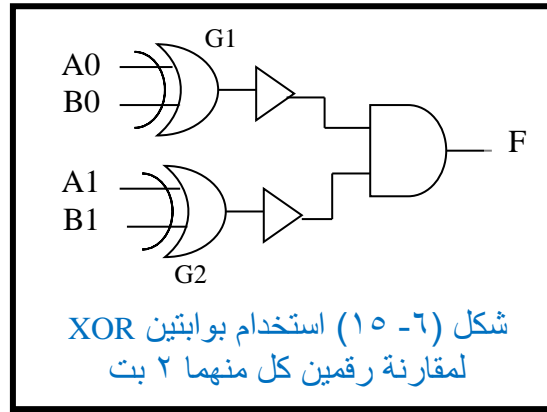 G1
A0
B0
F
A1
B1
G2
شكل (٦- ١٥) استخدام بوابتين XOR
لمقارنة رقمين كل منهما ٢ بت